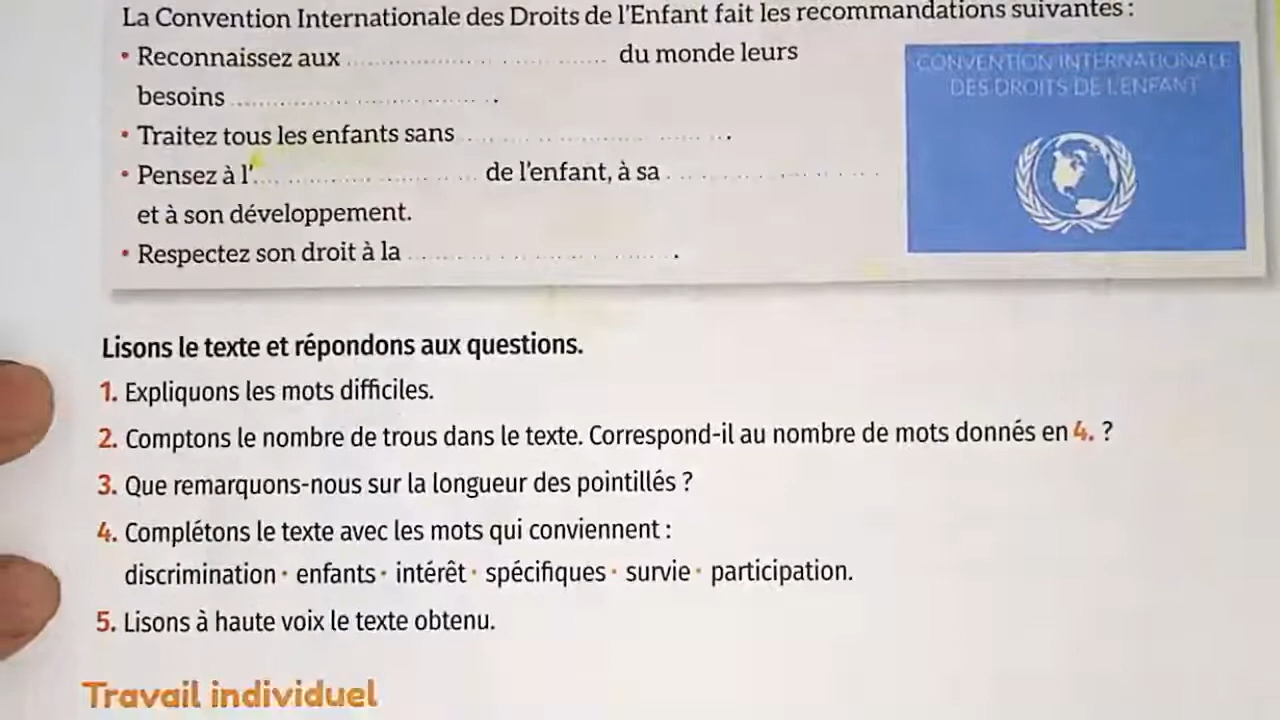 La Convention Internationale des Droits de l'Enfant fait les recommandations suivantes :
• Reconnaissez aux ........................................ du monde leurs
besoins ........................................ .
• Traitez tous les enfants sans ........................................ .
• Pensez à l'........................................ de l'enfant, à sa ........................................
et à son développement.
• Respectez son droit à la ........................................ .
CONVENTION INTERNATIONALE
DES DROITS DE L'ENFANT
Lisons le texte et répondons aux questions.
1. Expliquons les mots difficiles.
2. Comptons le nombre de trous dans le texte. Correspond-il au nombre de mots donnés en 4. ?
3. Que remarquons-nous sur la longueur des pointillés ?
4. Complétons le texte avec les mots qui conviennent :
discrimination · enfants · intérêt · spécifiques · survie · participation.
5. Lisons à haute voix le texte obtenu.
Travail individuel